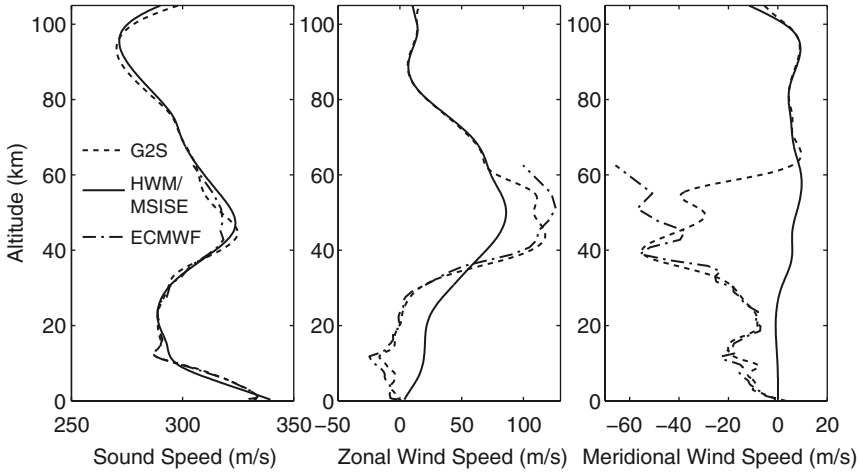 100
80
60
40
20
0
Altitude (km)
G2S
HWM/
MSISE
ECMWF
250 300 350
Sound Speed (m/s)
100
80
60
40
20
0
−50 0 50 100
Zonal Wind Speed (m/s)
100
80
60
40
20
0
−60 −40 −20 0 20
Meridional Wind Speed (m/s)